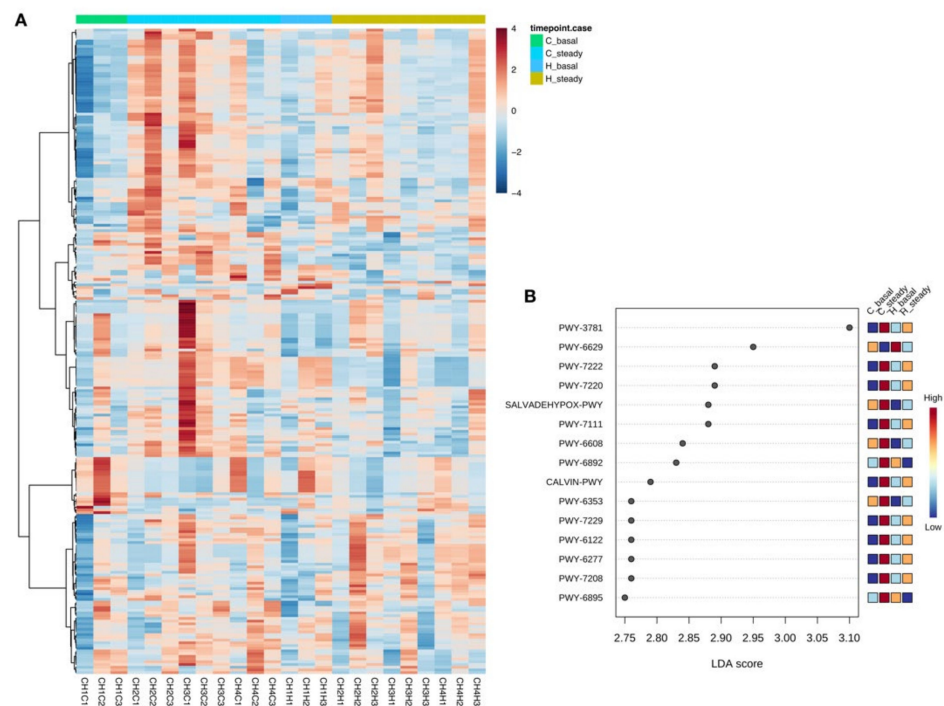 A
timepoint.case
C_basal
C_steady
H_basal
H_steady
4
2
0
−2
−4
CH1C1
CH1C2
CH1C3
CH2C1
CH2C2
CH2C3
CH3C1
CH3C2
CH3C3
CH4C1
CH4C2
CH4C3
CH1H1
CH1H2
CH1H3
CH2H1
CH2H2
CH2H3
CH3H1
CH3H2
CH3H3
CH4H1
CH4H2
CH4H3
B
C_basal
C_steady
H_basal
H_steady
PWY-3781
PWY-6629
PWY-7222
PWY-7220
SALVADEHYPOX-PWY
PWY-7111
PWY-6608
PWY-6892
CALVIN-PWY
PWY-6353
PWY-7229
PWY-6122
PWY-6277
PWY-7208
PWY-6895
High
Low
2.75 2.80 2.85 2.90 2.95 3.00 3.05 3.10
LDA score